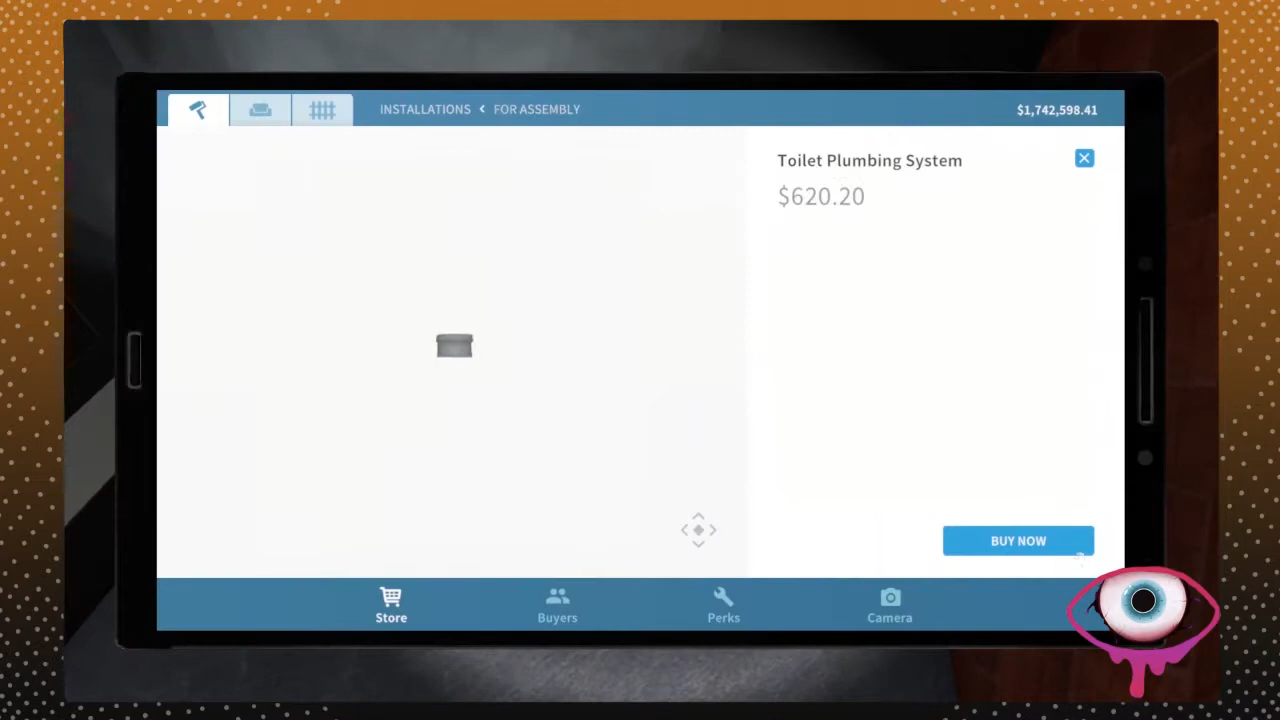 INSTALLATIONS < FOR ASSEMBLY
$1,742,598.41
Toilet Plumbing System
$620.20
BUY NOW
Store
Buyers
Perks
Camera